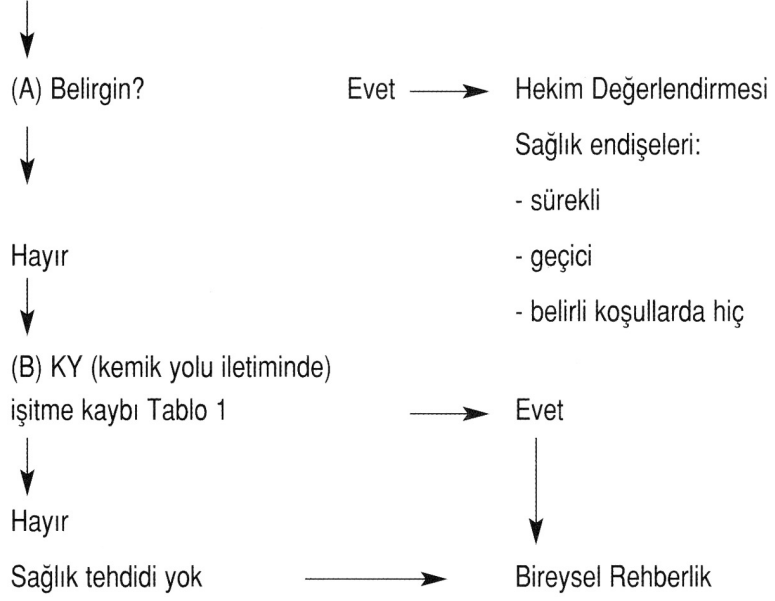 (A) Belirgin? Evet Hekim Değerlendirmesi
Sağlık endişeleri:
- sürekli
Hayır - geçici
- belirli koşullarda hiç
(B) KY (kemik yolu iletiminde)
işitme kaybı Tablo 1 Evet
Hayır
Sağlık tehdidi yok Bireysel Rehberlik